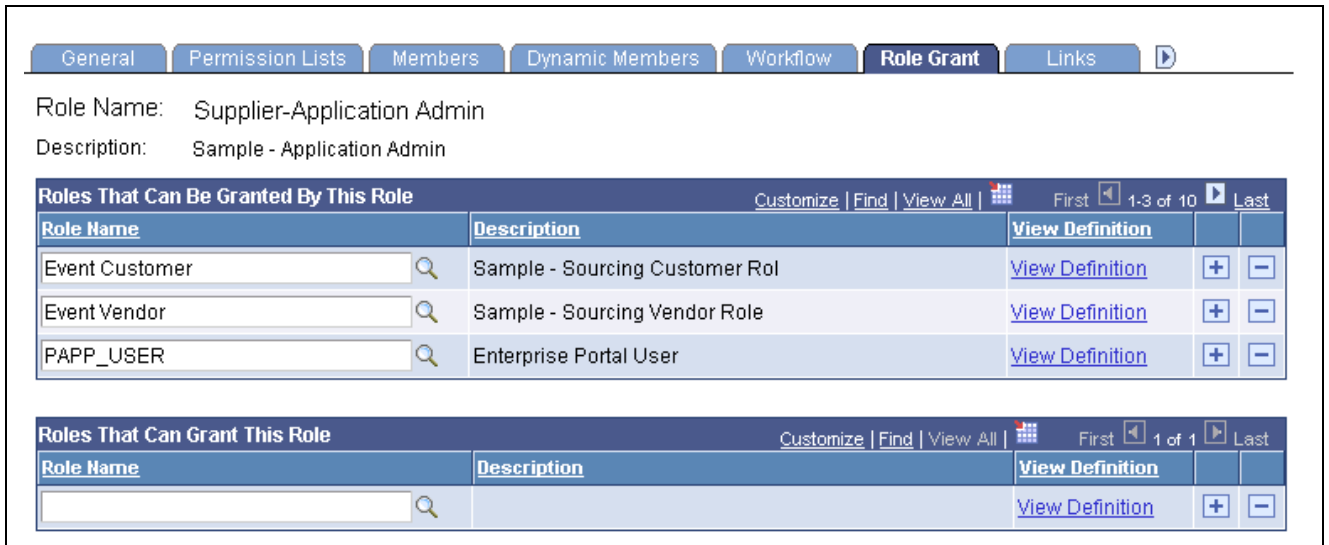 General Permission Lists Members Dynamic Members Workflow Role Grant Links
Role Name: Supplier-Application Admin
Description: Sample - Application Admin
Roles That Can Be Granted By This Role Customize | Find | View All | First 1-3 of 10 Last
Role Name Description View Definition
Event Customer Sample - Sourcing Customer Rol View Definition + -
Event Vendor Sample - Sourcing Vendor Role View Definition + -
PAPP_USER Enterprise Portal User View Definition + -
Roles That Can Grant This Role Customize | Find | View All | First 1 of 1 Last
Role Name Description View Definition
View Definition + -